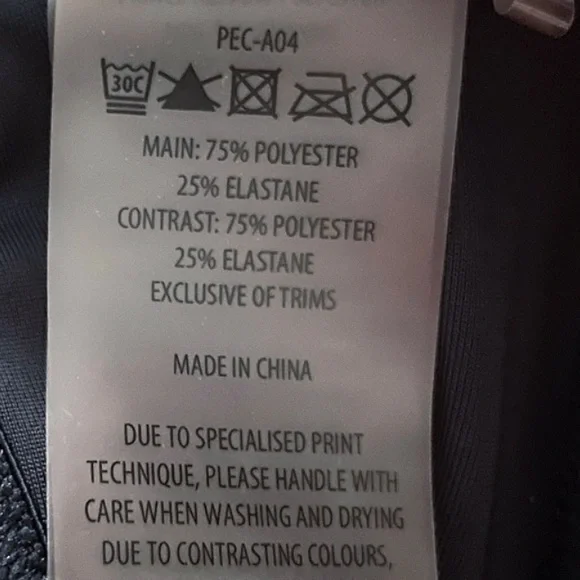 PEC-A04
30C
MAIN: 75% POLYESTER
25% ELASTANE
CONTRAST: 75% POLYESTER
25% ELASTANE
EXCLUSIVE OF TRIMS
MADE IN CHINA
DUE TO SPECIALISED PRINT
TECHNIQUE, PLEASE HANDLE WITH
CARE WHEN WASHING AND DRYING
DUE TO CONTRASTING COLOURS,